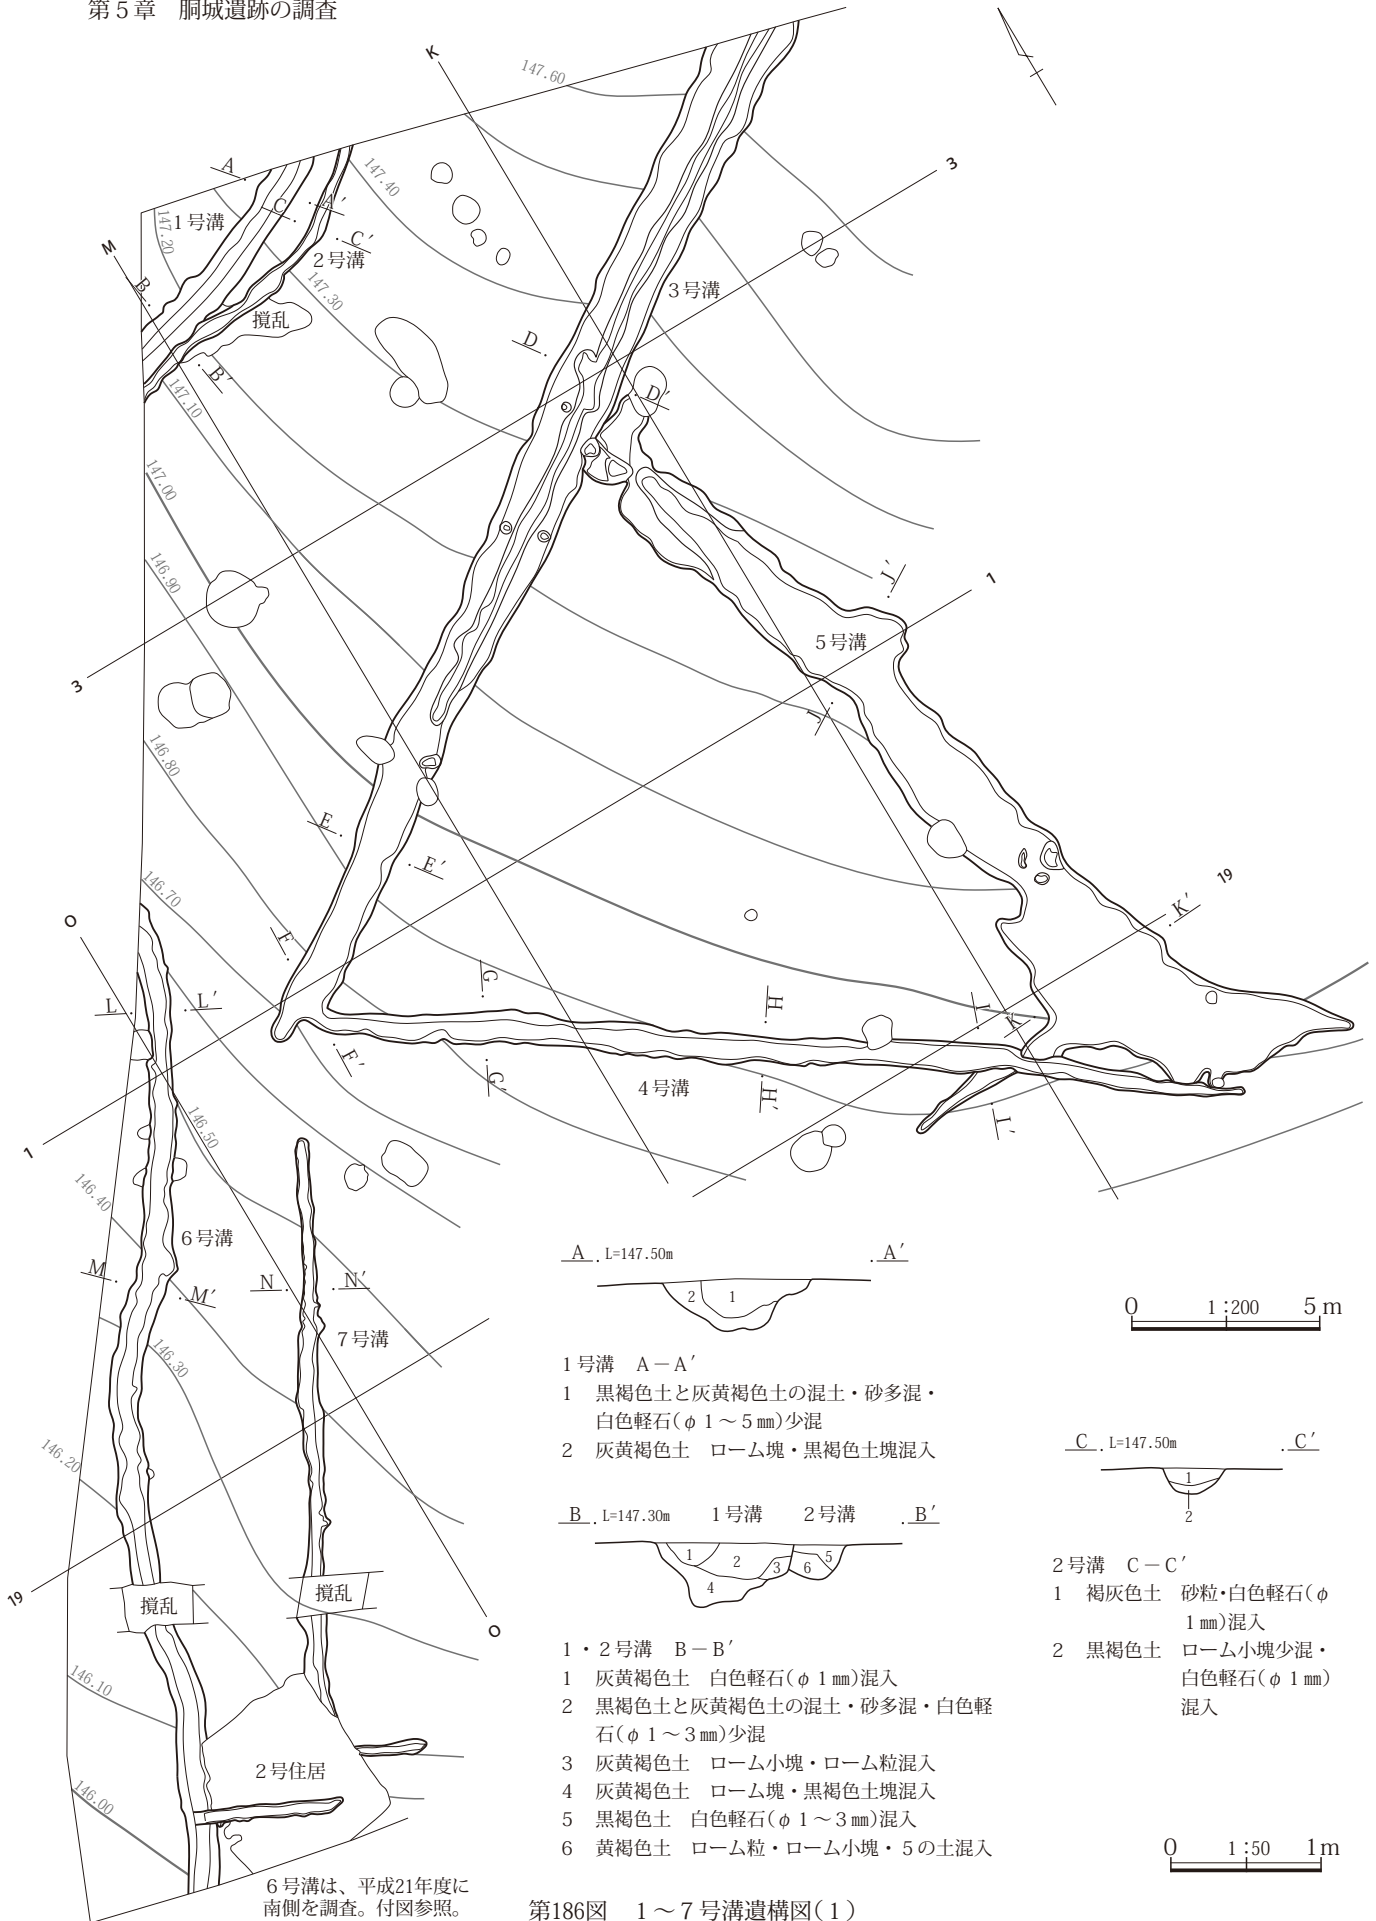 第５章　胴城遺跡の調査
K
147.60
3
A
147.40
C
A′
147.20
1号溝
C′
M
2号溝
B
147.30
3号溝
撹乱
D
B′
D′
147.10
147.00
J′
1
146.90
5号溝
3
J
146.80
E
E′
146.70
19
K′
O
F
G
H
I
K
L
L′
F′
G′
4号溝
H′
I′
146.50
1
146.40
6号溝
M
M′
N
N′
7号溝
146.30
146.20
19
撹乱
撹乱
O
146.10
2号住居
146.00
6号溝は、平成21年度に
南側を調査。付図参照。
A L=147.50m A′
2 1
0 1:200 5m
1号溝　A－A′
1　黒褐色土と灰黄褐色土の混土・砂多混・
白色軽石(φ１～５㎜)少混
2　灰黄褐色土　ローム塊・黒褐色土塊混入
B L=147.30m 1号溝 2号溝 B′
1 2 3 4 5 6
1・2号溝　B－B′
1　灰黄褐色土　白色軽石(φ１㎜)混入
2　黒褐色土と灰黄褐色土の混土・砂多混・白色軽
石(φ１～３㎜)少混
3　灰黄褐色土　ローム小塊・ローム粒混入
4　灰黄褐色土　ローム塊・黒褐色土塊混入
5　黒褐色土　白色軽石(φ１～３㎜)混入
6　黄褐色土　ローム粒・ローム小塊・５の土混入
C L=147.50m C′
1
2
2号溝　C－C′
1　褐灰色土　砂粒・白色軽石(φ
１㎜)混入
2　黒褐色土　ローム小塊少混・
白色軽石(φ１㎜)
混入
0 1:50 1m
第186図　１～７号溝遺構図(１)